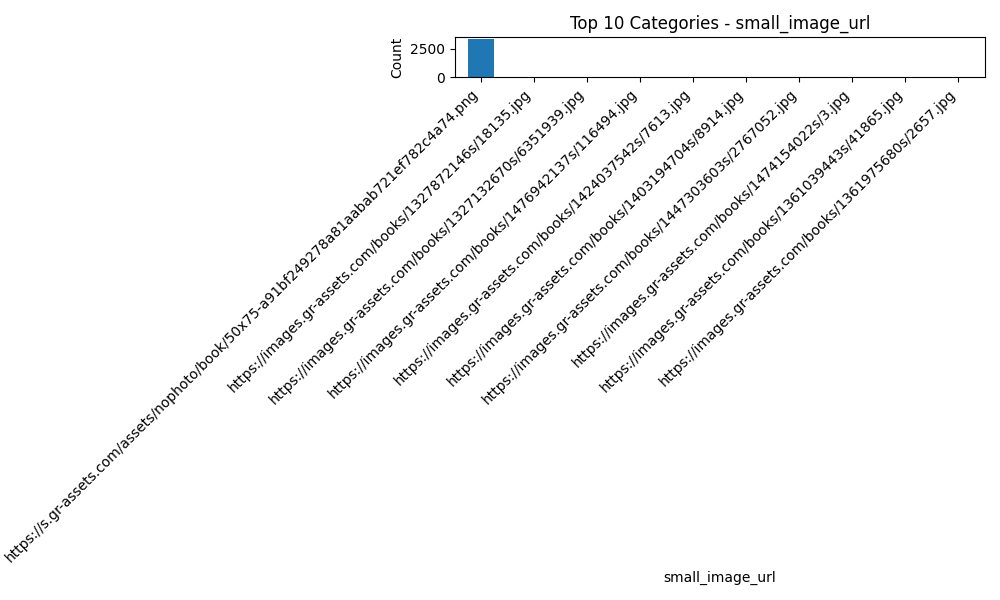 Top 10 Categories - small_image_url
Count
2500
0
https://s.gr-assets.com/assets/nophoto/book/50x75-a91bf249278a81aabab721ef782c4a74.png
https://images.gr-assets.com/books/1327872146s/18135.jpg
https://images.gr-assets.com/books/1327132670s/6351939.jpg
https://images.gr-assets.com/books/1476942137s/116494.jpg
https://images.gr-assets.com/books/1424037542s/7613.jpg
https://images.gr-assets.com/books/1403194704s/8914.jpg
https://images.gr-assets.com/books/1447303603s/2767052.jpg
https://images.gr-assets.com/books/1474154022s/3.jpg
https://images.gr-assets.com/books/1361039443s/41865.jpg
https://images.gr-assets.com/books/1361975680s/2657.jpg
small_image_url